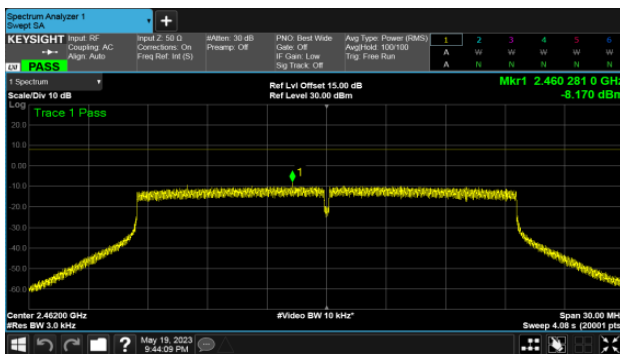 Spectrum Analyzer 1
Swept SA
+
KEYSIGHT
Input: RF
Coupling: AC
Align: Auto
Input Z: 50 Ω
Corrections: On
Freq Ref: Int (S)
#Atten: 30 dB
Preamp: Off
PNO: Best Wide
Gate: Off
IF Gain: Low
Sig Track: Off
Avg Type: Power (RMS)
Avg|Hold: 100/100
Trig: Free Run
1 2 3 4 5 6
A W W W W W
A N N N N N
LXI PASS
1 Spectrum
Scale/Div 10 dB
Ref Lvl Offset 15.00 dB
Ref Level 30.00 dBm
Mkr1 2.460 281 0 GHz
-8.170 dBm
Log
Trace 1 Pass
20.0
10.0
0.00
-10.0
-20.0
-30.0
-40.0
-50.0
-60.0
1
Center 2.46200 GHz
#Res BW 3.0 kHz
#Video BW 10 kHz*
Span 30.00 MHz
Sweep 4.08 s (20001 pts)
?
May 19, 2023
9:44:09 PM